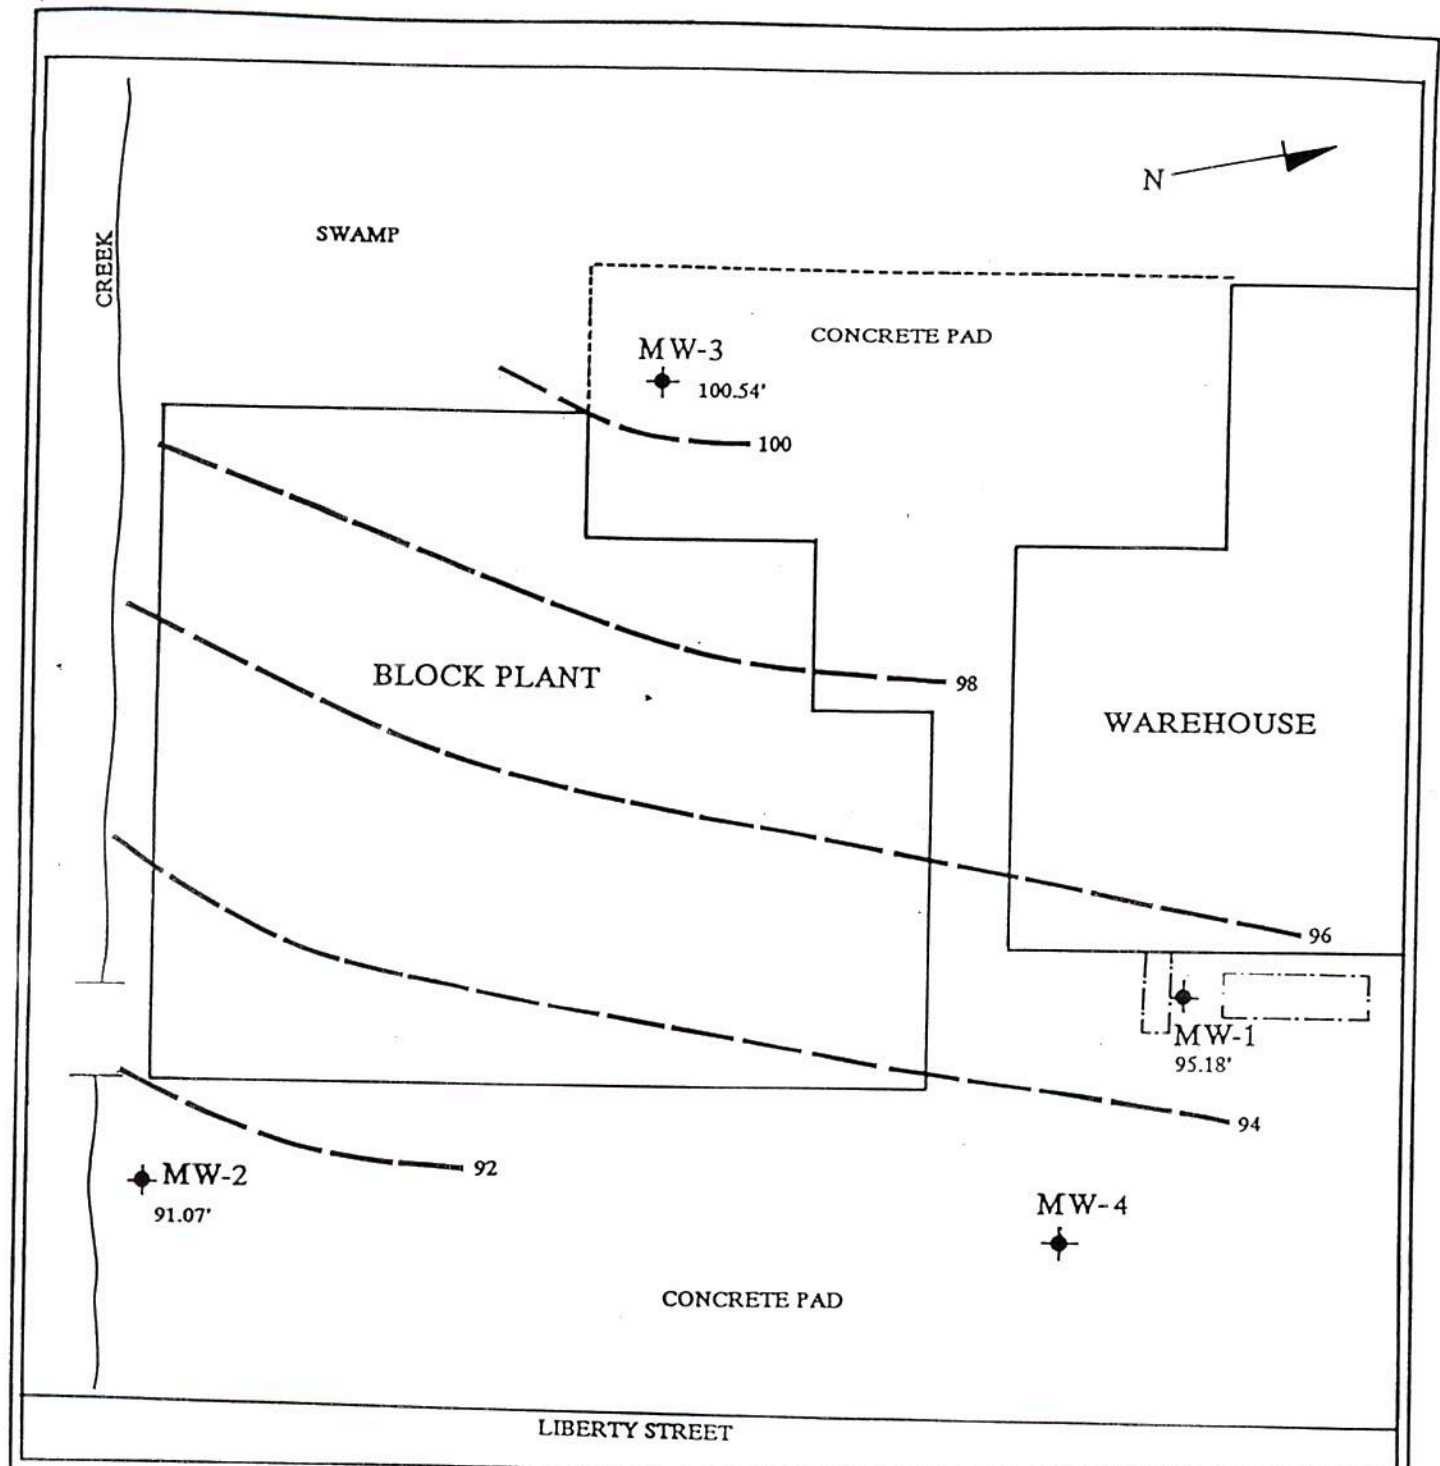 N
SWAMP
CREEK
CONCRETE PAD
MW-3
100.54'
100
98
BLOCK PLANT
WAREHOUSE
96
MW-1
95.18'
94
92
MW-2
91.07'
MW-4
CONCRETE PAD
LIBERTY STREET